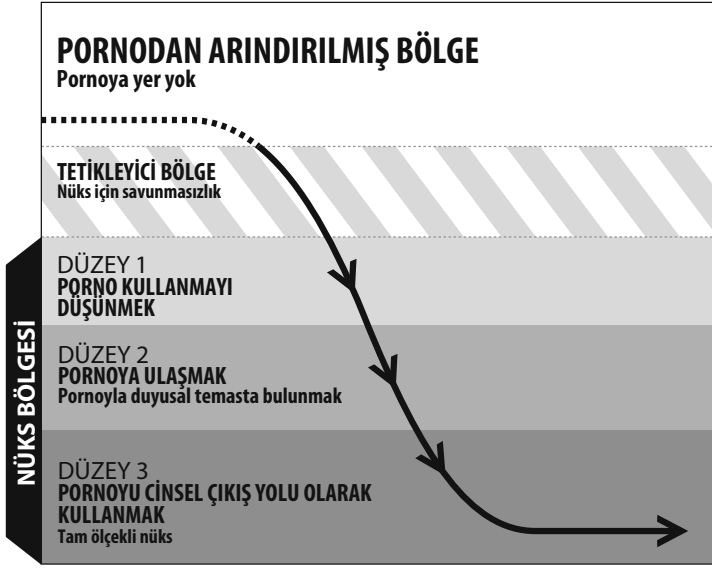 PORNODAN ARINDIRILMIŞ BÖLGE
Pornoya yer yok
TETİKLEYİCİ BÖLGE
Nüks için savunmasızlık
NÜKS BÖLGESİ
DÜZEY 1
PORNO KULLANMAYI
DÜŞÜNMEK
DÜZEY 2
PORNOYA ULAŞMAK
Pornoyla duyusal temasta bulunmak
DÜZEY 3
PORNOYU CİNSEL ÇIKIŞ YOLU OLARAK
KULLANMAK
Tam ölçekli nüks